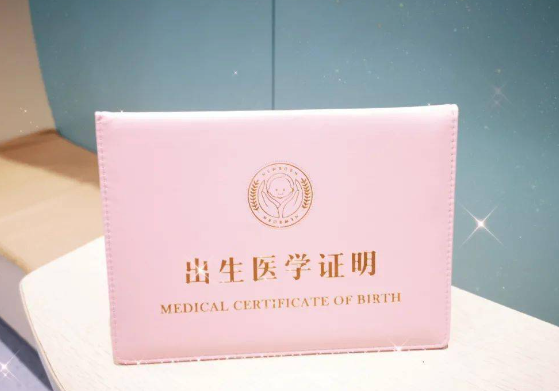 出生医学证明
MEDICAL CERTIFICATE OF BIRTH